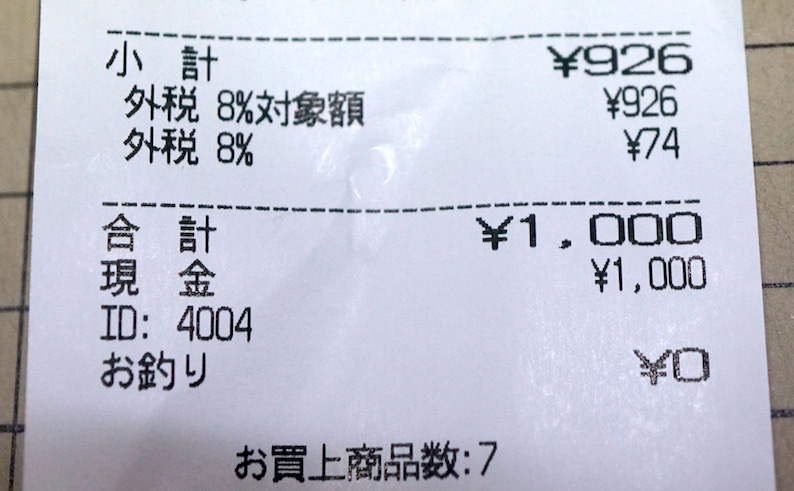 小計 ¥926
外税 8%対象額 ¥926
外税 8% ¥74
合計 ¥1,000
現金 ¥1,000
ID: 4004
お釣り ¥0
お買上商品数:7